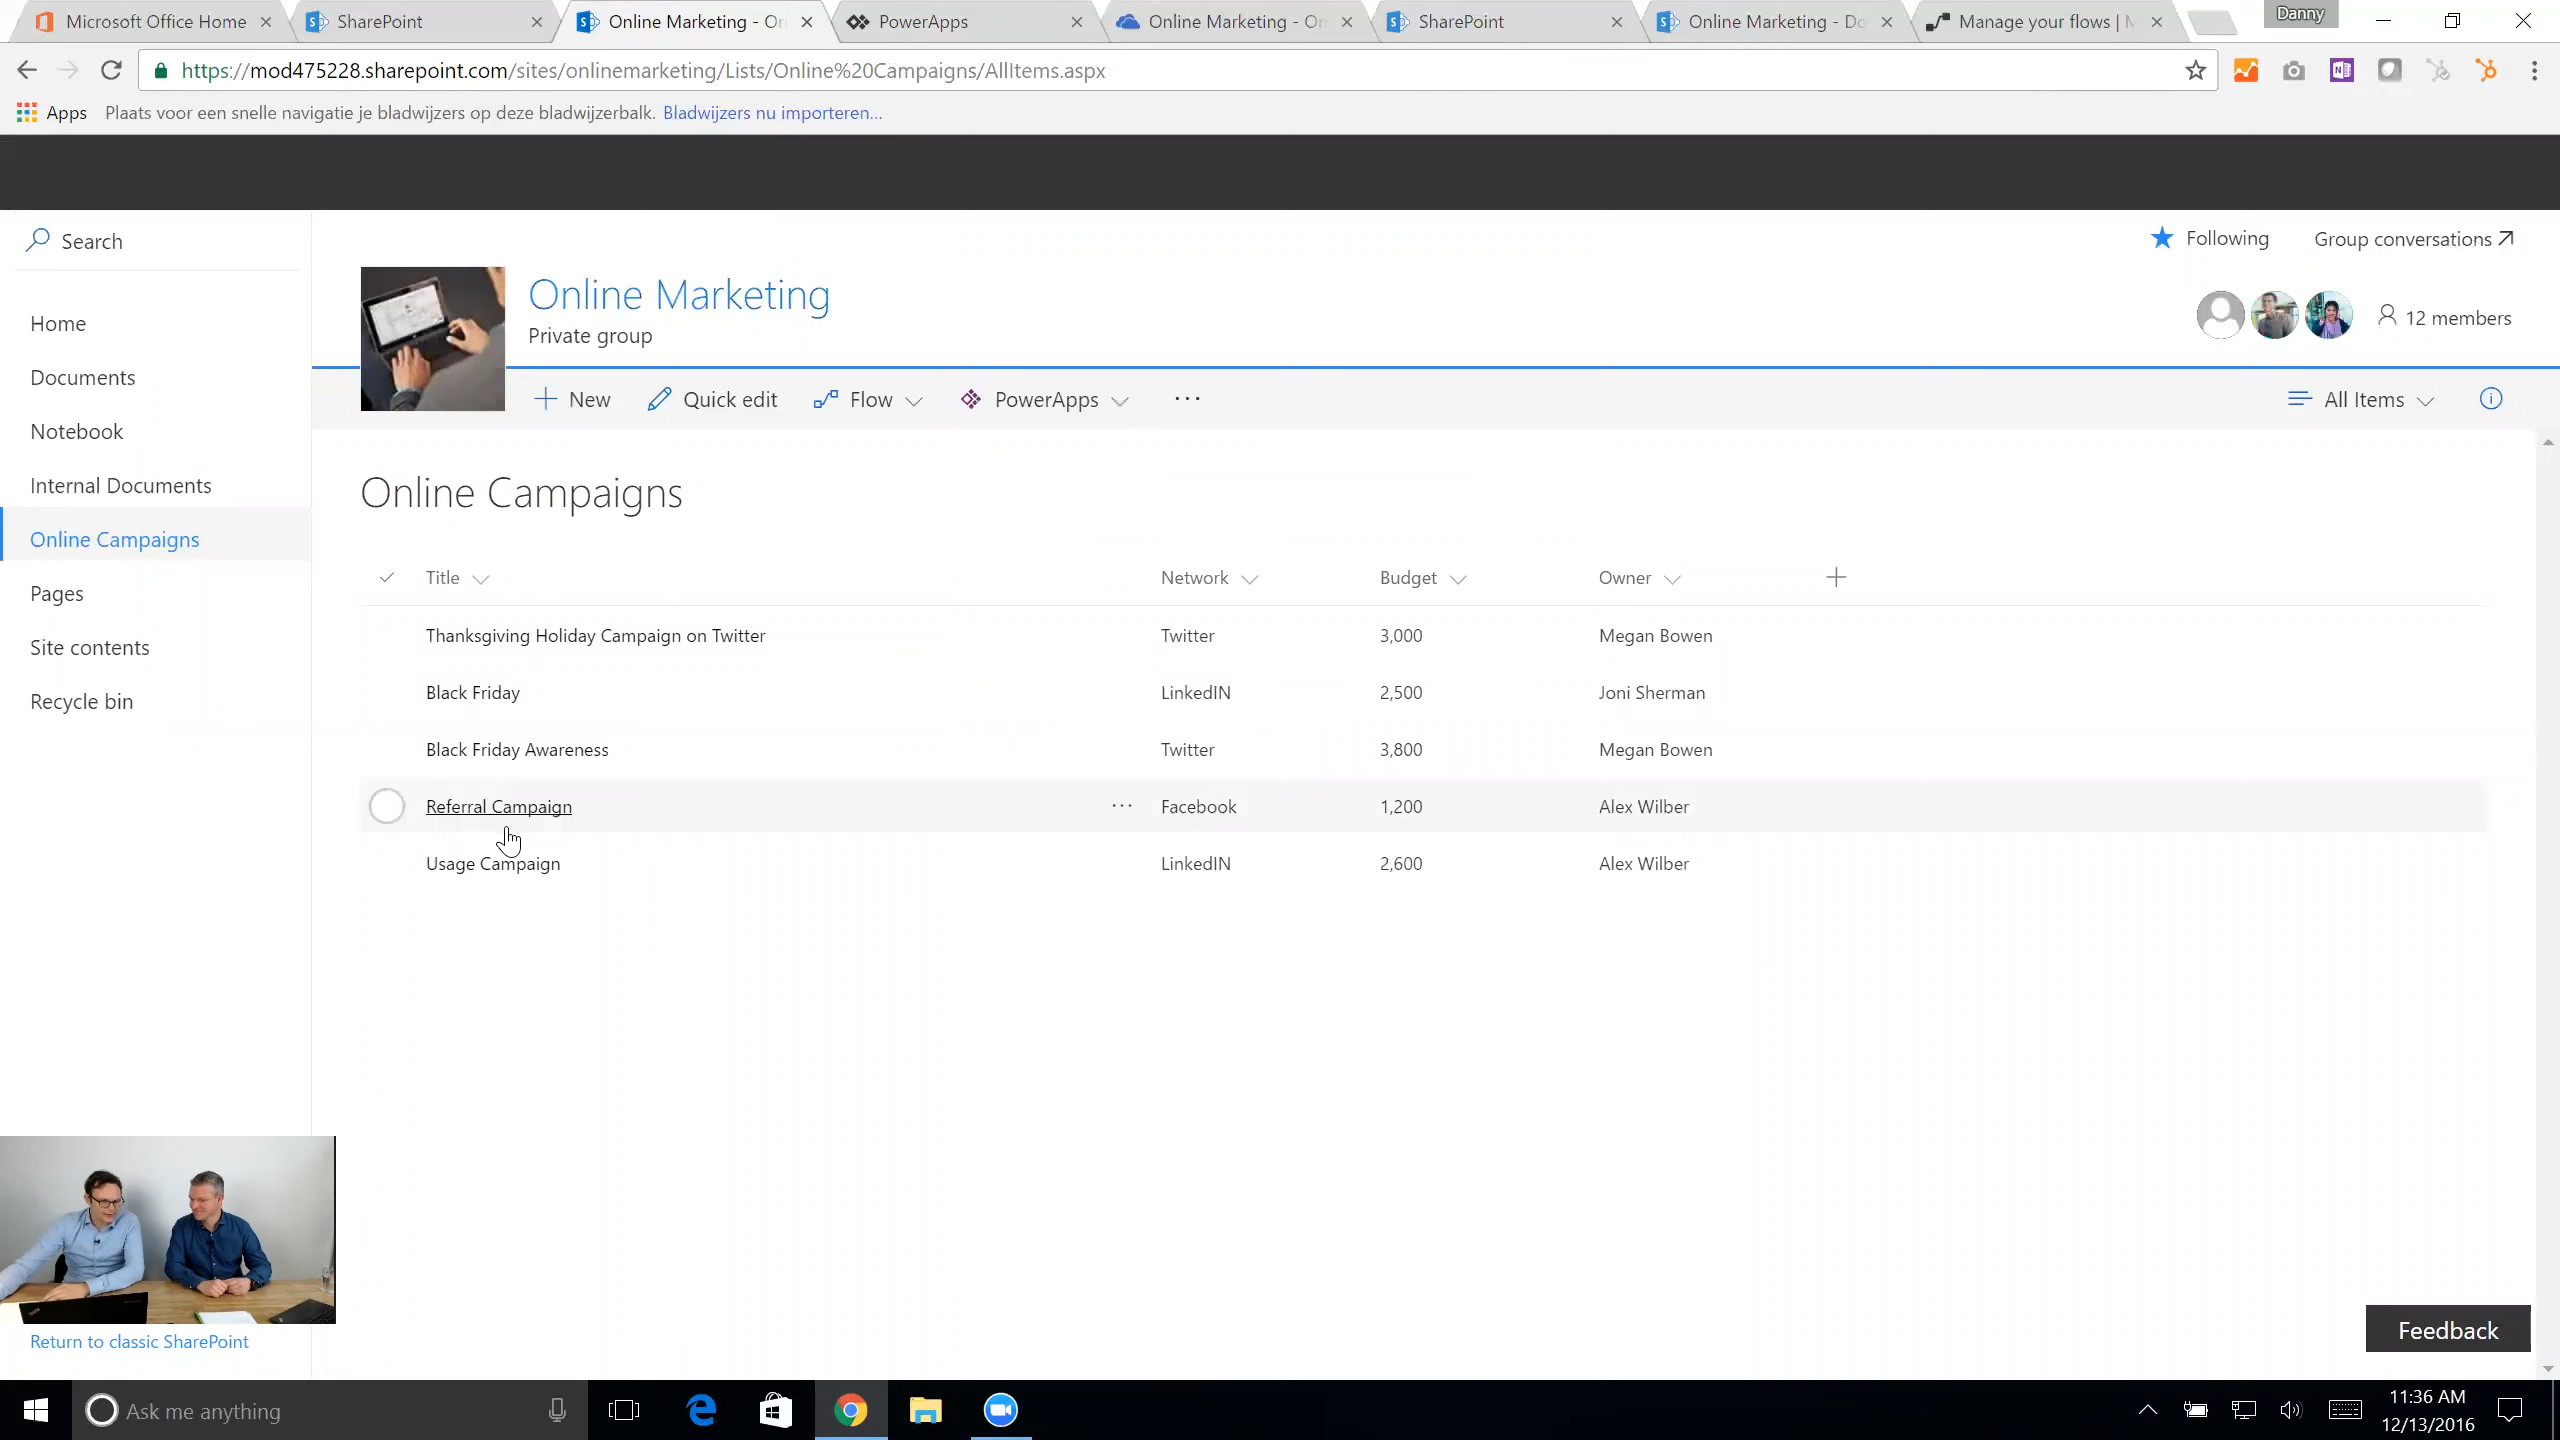 Microsoft Office Home
SharePoint
Online Marketing - On
PowerApps
Online Marketing - On
SharePoint
Online Marketing - Do
Manage your flows | M
Danny
https://mod475228.sharepoint.com/sites/onlinemarketing/Lists/Online%20Campaigns/AllItems.aspx
Apps Plaats voor een snelle navigatie je bladwijzers op deze bladwijzerbalk. Bladwijzers nu importeren...
Search
Following
Group conversations
Online Marketing
Private group
12 members
Home
Documents
Notebook
Internal Documents
Online Campaigns
Pages
Site contents
Recycle bin
New
Quick edit
Flow
PowerApps
...
All Items
Online Campaigns
Title Network Budget Owner
Thanksgiving Holiday Campaign on Twitter Twitter 3,000 Megan Bowen
Black Friday LinkedIN 2,500 Joni Sherman
Black Friday Awareness Twitter 3,800 Megan Bowen
Referral Campaign ... Facebook 1,200 Alex Wilber
Usage Campaign LinkedIN 2,600 Alex Wilber
Return to classic SharePoint
Feedback
Ask me anything
11:36 AM
12/13/2016